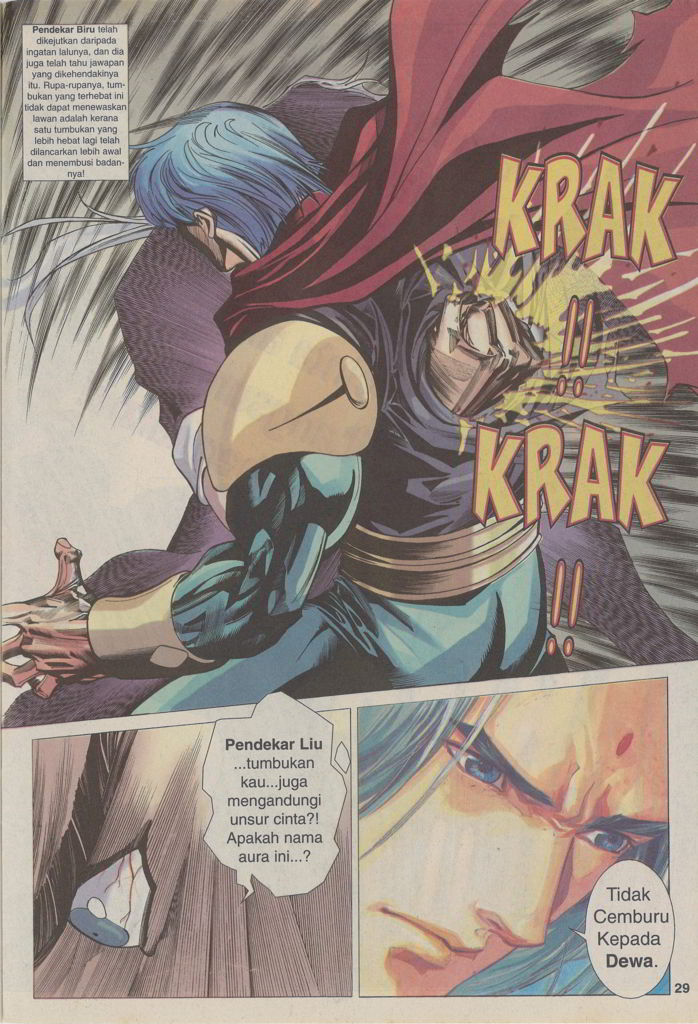 Pendekar Biru telah
dikejutkan daripada
ingatan lalunya, dan dia
juga telah tahu jawapan
yang dikehendakinya
itu. Rupa-rupanya, tum-
bukan yang terhebat ini
tidak dapat menewaskan
lawan adalah kerana
satu tumbukan yang
lebih hebat lagi telah
dilancarkan lebih awal
dan menembusi badan-
nya!
KRAK
!!
KRAK
!!
Pendekar Liu
...tumbukan
kau...juga
mengandungi
unsur cinta?!
Apakah nama
aura ini...?
Tidak
Cemburu
Kepada
Dewa.
29